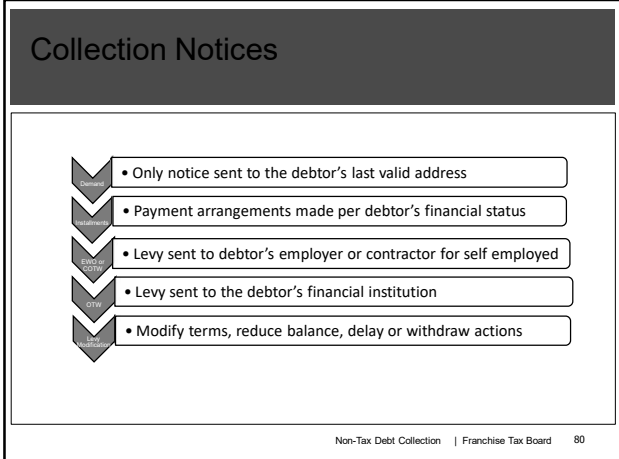 Collection Notices
Demand
• Only notice sent to the debtor's last valid address
Installments
• Payment arrangements made per debtor's financial status
EWO or
COTW
• Levy sent to debtor's employer or contractor for self employed
OTW
• Levy sent to the debtor's financial institution
Levy
Modification
• Modify terms, reduce balance, delay or withdraw actions
Non-Tax Debt Collection | Franchise Tax Board 80